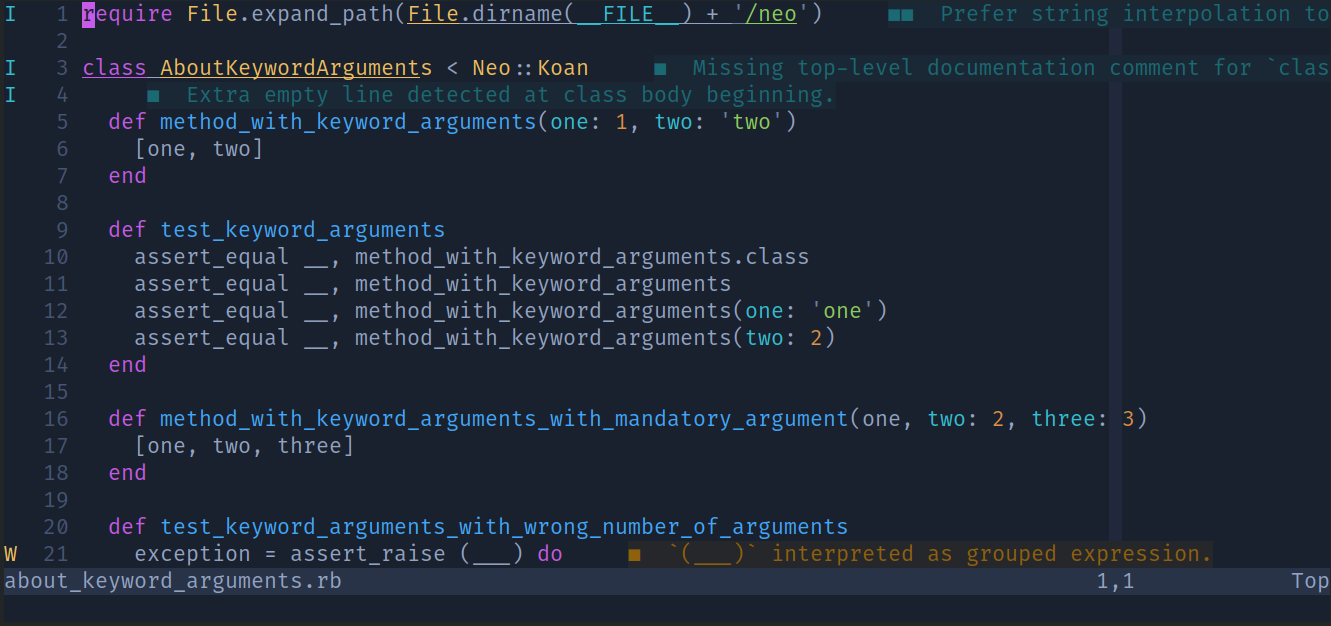 I 1 require File.expand_path(File.dirname(__FILE__) + '/neo') ■■ Prefer string interpolation to
2
I 3 class AboutKeywordArguments < Neo::Koan ■ Missing top-level documentation comment for `clas
I 4 ■ Extra empty line detected at class body beginning.
5 def method_with_keyword_arguments(one: 1, two: 'two')
6 [one, two]
7 end
8
9 def test_keyword_arguments
10 assert_equal __, method_with_keyword_arguments.class
11 assert_equal __, method_with_keyword_arguments
12 assert_equal __, method_with_keyword_arguments(one: 'one')
13 assert_equal __, method_with_keyword_arguments(two: 2)
14 end
15
16 def method_with_keyword_arguments_with_mandatory_argument(one, two: 2, three: 3)
17 [one, two, three]
18 end
19
20 def test_keyword_arguments_with_wrong_number_of_arguments
W 21 exception = assert_raise (___) do ■ `(___)` interpreted as grouped expression.
about_keyword_arguments.rb 1,1 Top